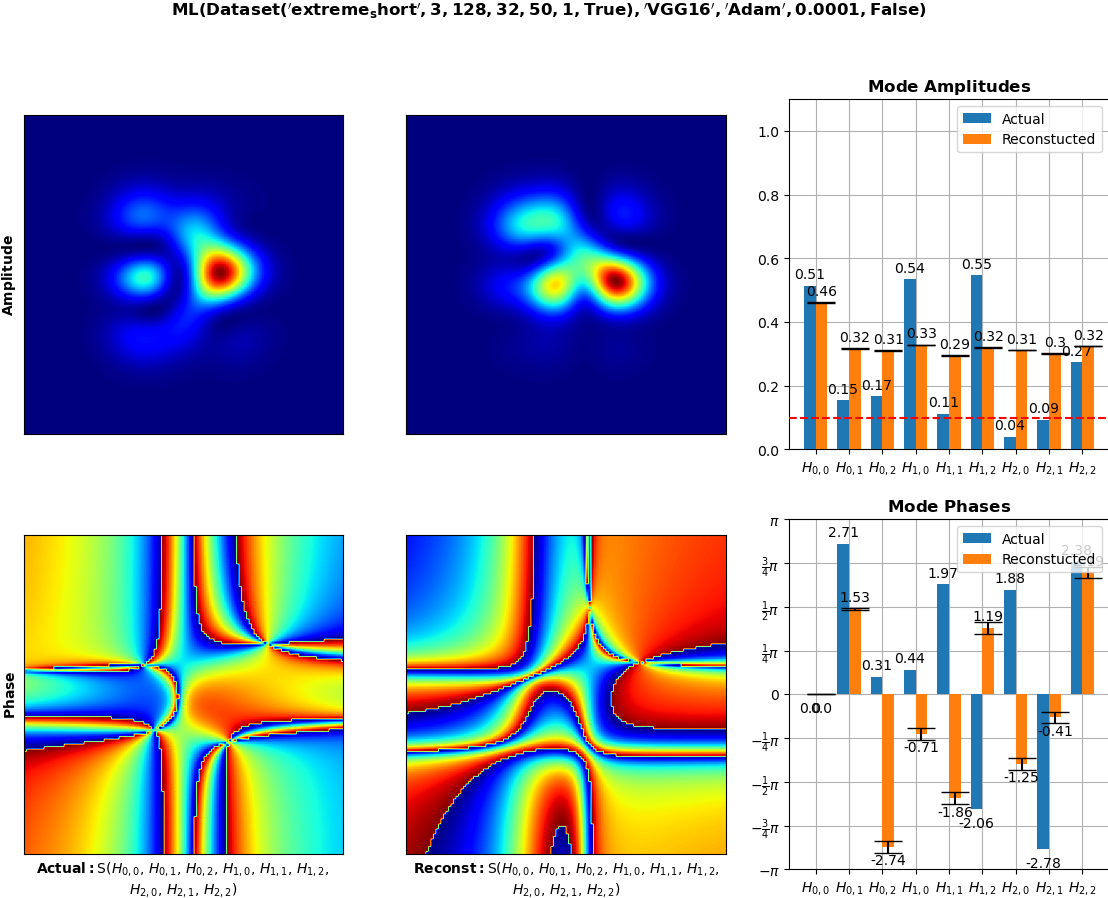 ML(Dataset('extreme_short', 3, 128, 32, 50, 1, True), 'VGG16', 'Adam', 0.0001, False)
Amplitude
Mode Amplitudes
Actual
Reconstucted
1.0
0.8
0.6
0.4
0.2
0.0
0.51
0.46
0.15
0.32
0.17
0.31
0.54
0.33
0.11
0.29
0.55
0.32
0.04
0.31
0.09
0.3
0.27
0.32
H0,0 H0,1 H0,2 H1,0 H1,1 H1,2 H2,0 H2,1 H2,2
Phase
Actual: S(H0,0, H0,1, H0,2, H1,0, H1,1, H1,2,
H2,0, H2,1, H2,2)
Reconst: S(H0,0, H0,1, H0,2, H1,0, H1,1, H1,2,
H2,0, H2,1, H2,2)
Mode Phases
Actual
Reconstucted
π
3/4π
1/2π
1/4π
0
−1/4π
−1/2π
−3/4π
−π
0.0
0.0
2.71
1.53
0.31
-2.74
0.44
-0.71
1.97
-1.86
-2.06
1.19
1.88
-1.25
-2.78
-0.41
2.38
H0,0 H0,1 H0,2 H1,0 H1,1 H1,2 H2,0 H2,1 H2,2